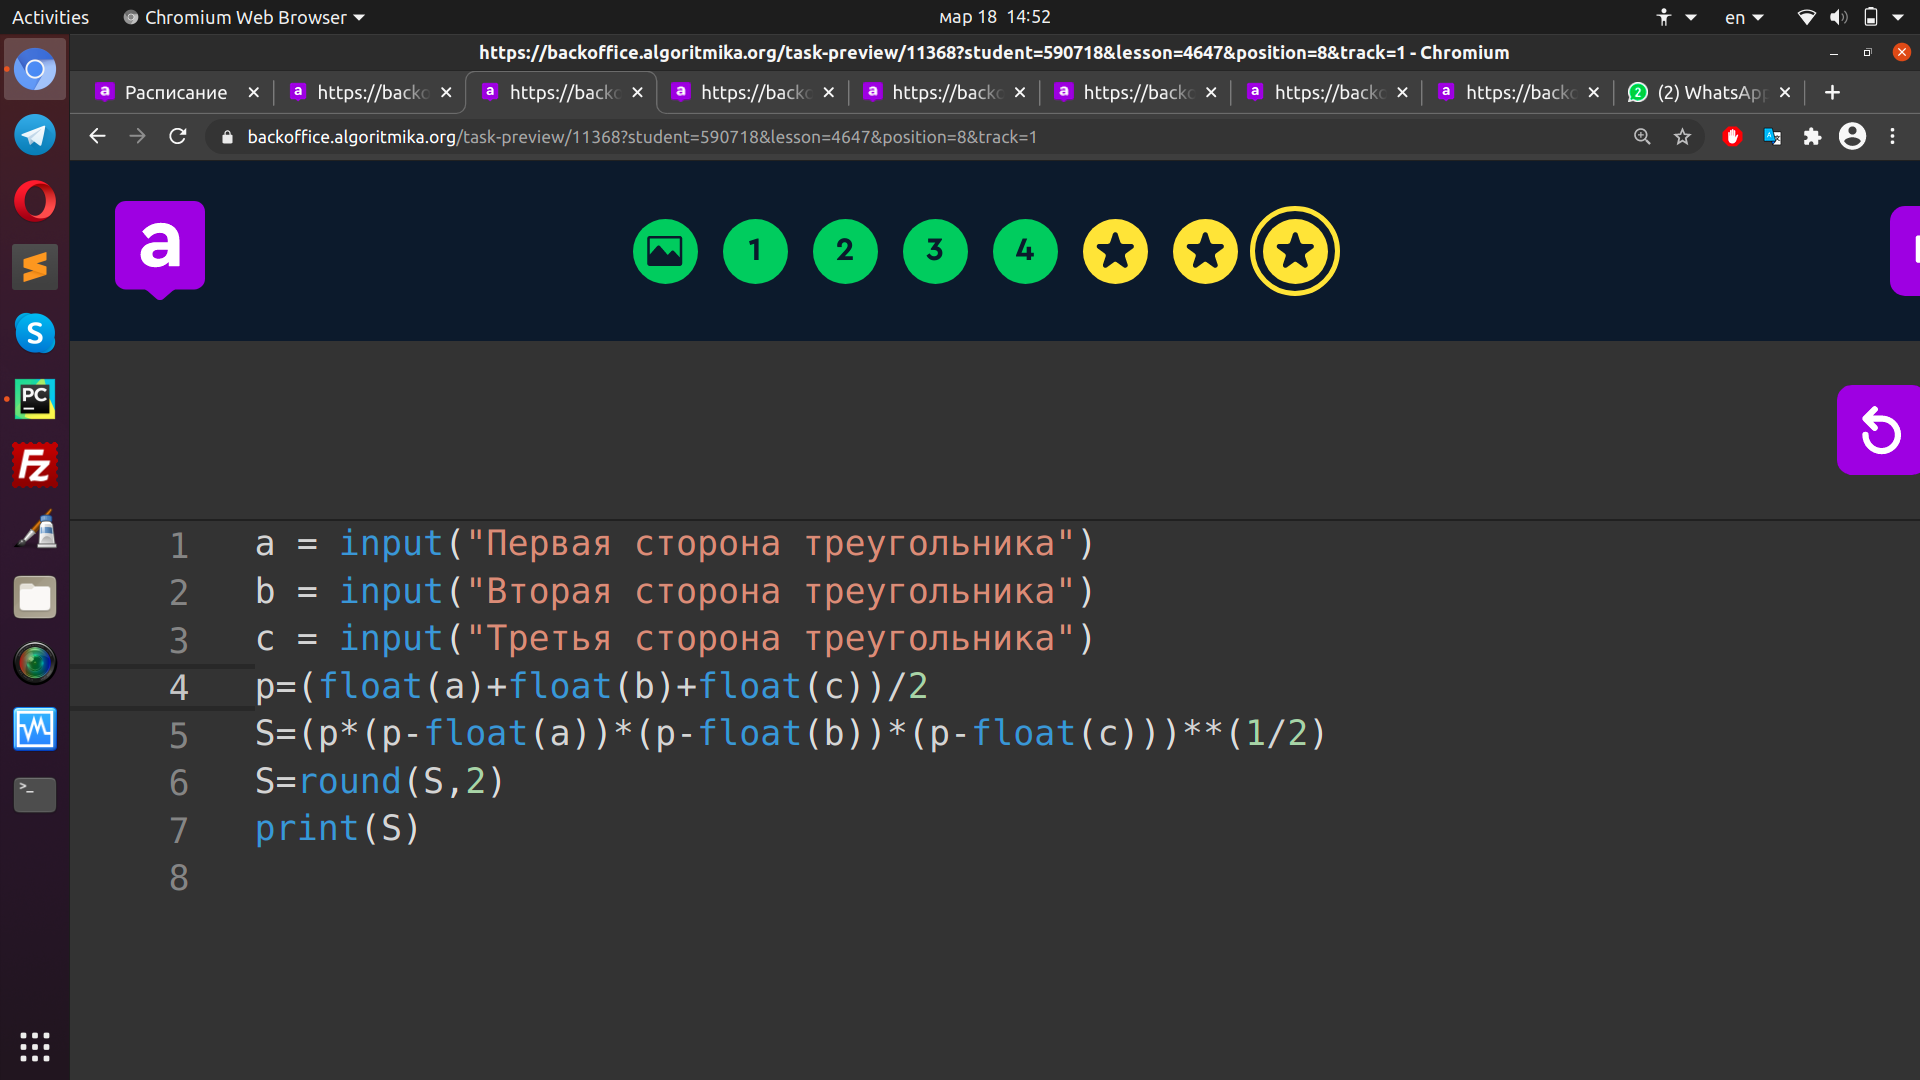 Activities Chromium Web Browser мар 18 14:52 en
https://backoffice.algoritmika.org/task-preview/11368?student=590718&lesson=4647&position=8&track=1 - Chromium
a Расписание a https://backo a https://backo a https://backo a https://backo a https://backo a https://backo a https://backo 2 (2) WhatsApp
backoffice.algoritmika.org/task-preview/11368?student=590718&lesson=4647&position=8&track=1
a 1 2 3 4
S
PC
Fz
>_
1 a = input("Первая сторона треугольника")
2 b = input("Вторая сторона треугольника")
3 c = input("Третья сторона треугольника")
4 p=(float(a)+float(b)+float(c))/2
5 S=(p*(p-float(a))*(p-float(b))*(p-float(c)))**(1/2)
6 S=round(S,2)
7 print(S)
8